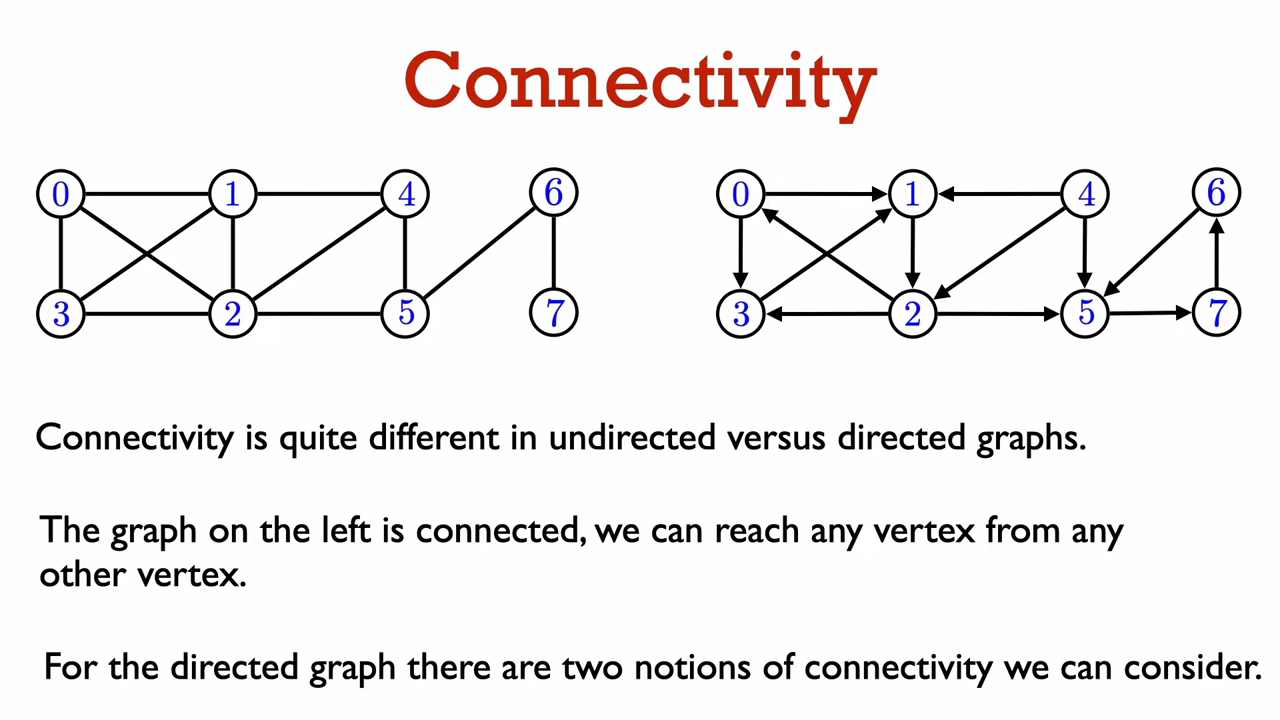 Connectivity
0 1 4 6 0 1 4 6
3 2 5 7 3 2 5 7
Connectivity is quite different in undirected versus directed graphs.
The graph on the left is connected, we can reach any vertex from any
other vertex.
For the directed graph there are two notions of connectivity we can consider.